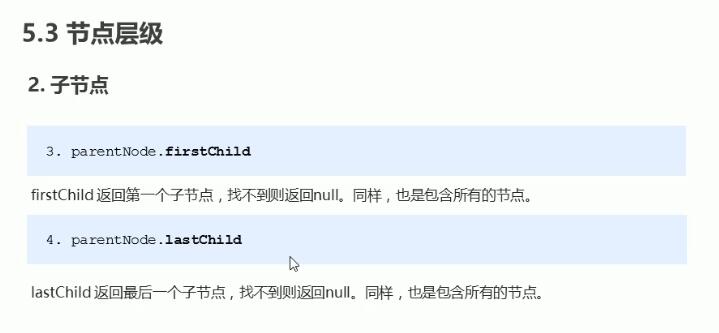 5.3 节点层级
2. 子节点
3. parentNode.firstChild
firstChild 返回第一个子节点，找不到则返回null。同样，也是包含所有的节点。
4. parentNode.lastChild
lastChild 返回最后一个子节点，找不到则返回null。同样，也是包含所有的节点。